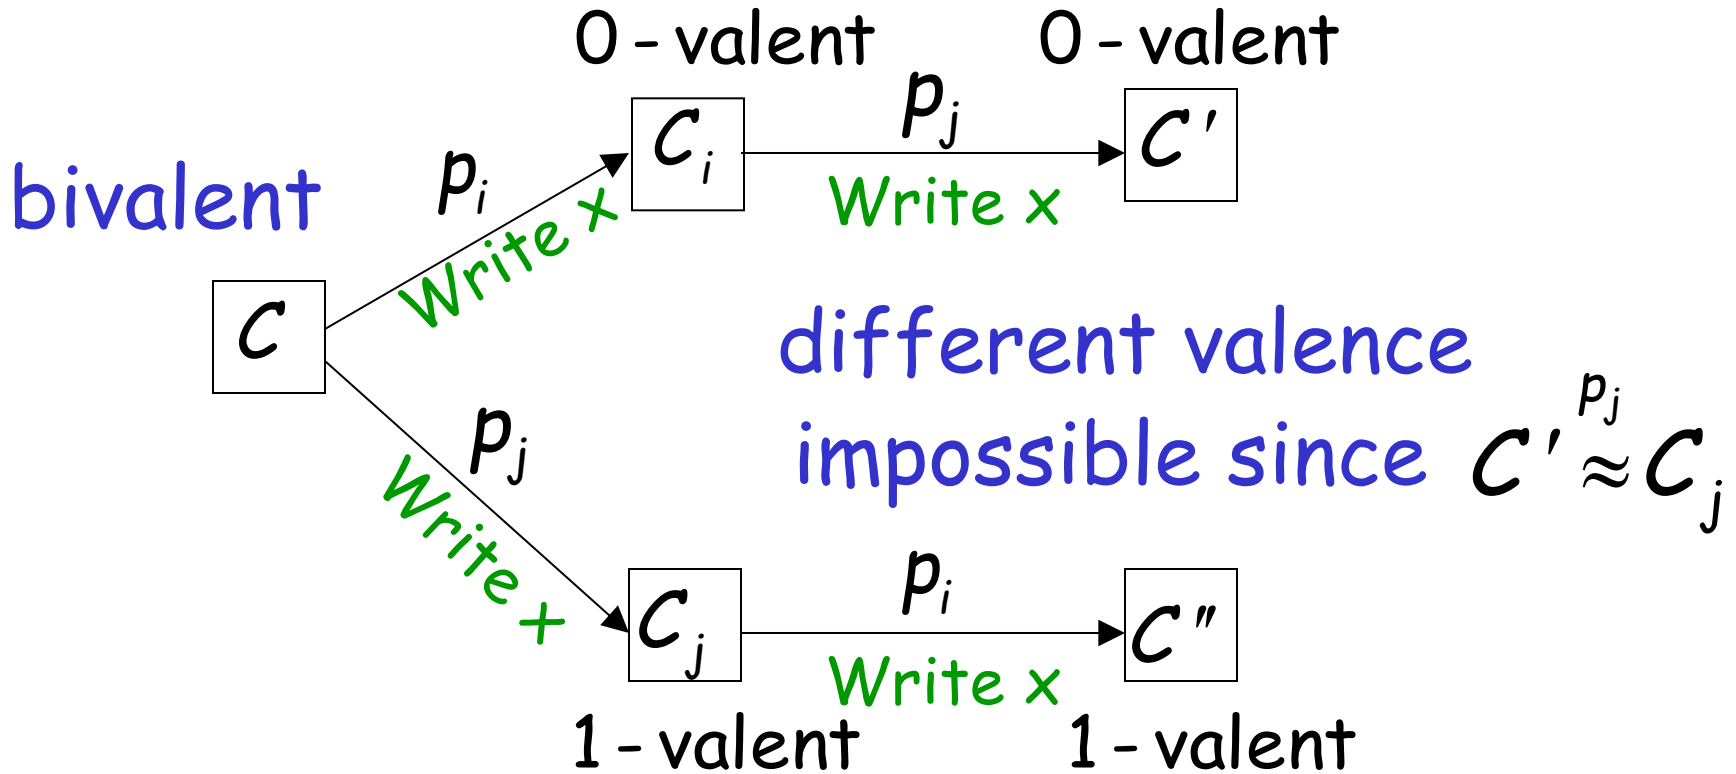 0 - valent 0 - valent
p_j
C_i C'
p_i
bivalent
Write x Write x
C
different valence
p_j
impossible since C' ≈ C_j
p_j
Write x
p_i
C_j C"
Write x
1 - valent 1 - valent